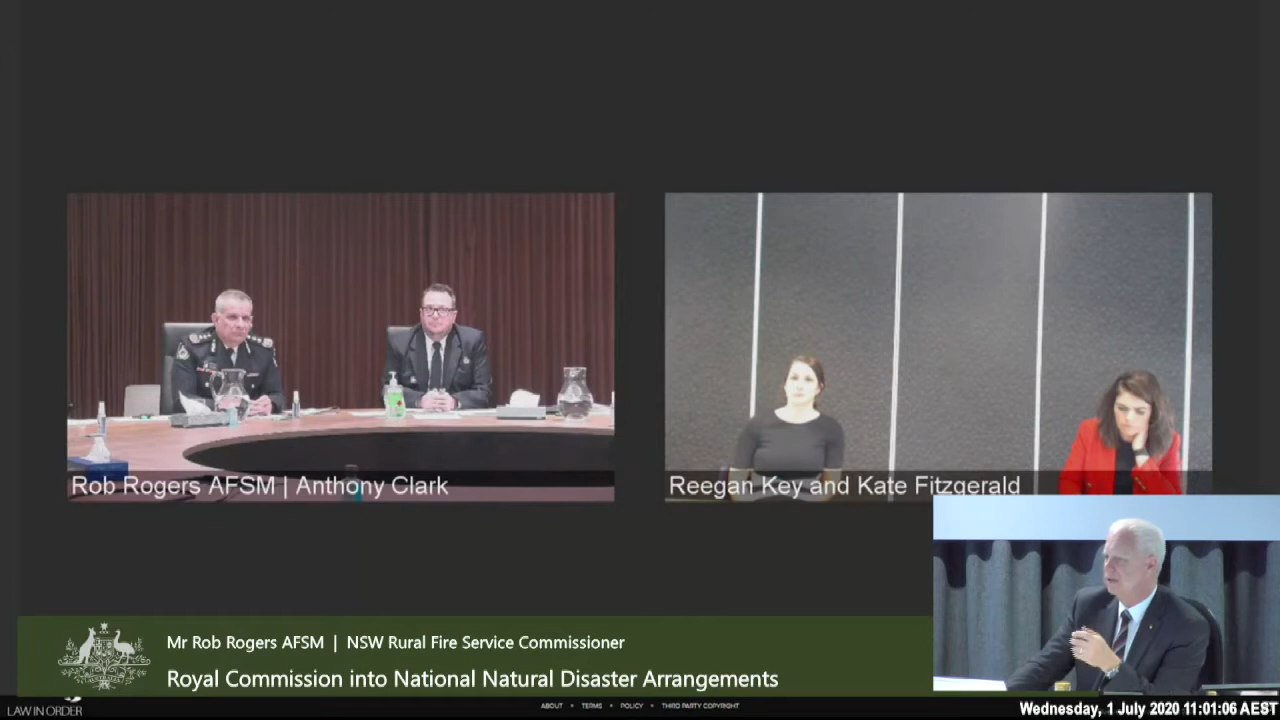 Rob Rogers AFSM | Anthony Clark
Reegan Key and Kate Fitzgerald
Mr Rob Rogers AFSM | NSW Rural Fire Service Commissioner
Royal Commission into National Natural Disaster Arrangements
LAW IN ORDER
ABOUT • TERMS • POLICY • THIRD PARTY COPYRIGHT
Wednesday, 1 July 2020 11:01:06 AEST